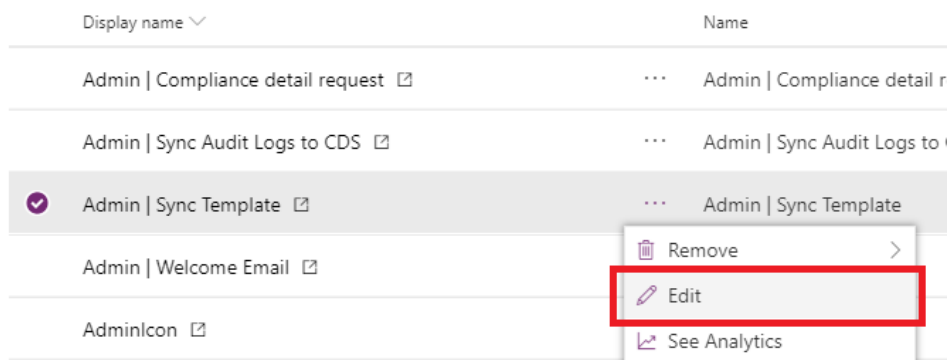 Display name Name
Admin | Compliance detail request Admin | Compliance detail
Admin | Sync Audit Logs to CDS Admin | Sync Audit Logs to
Admin | Sync Template Admin | Sync Template
Remove
Admin | Welcome Email
Edit
AdminIcon
See Analytics